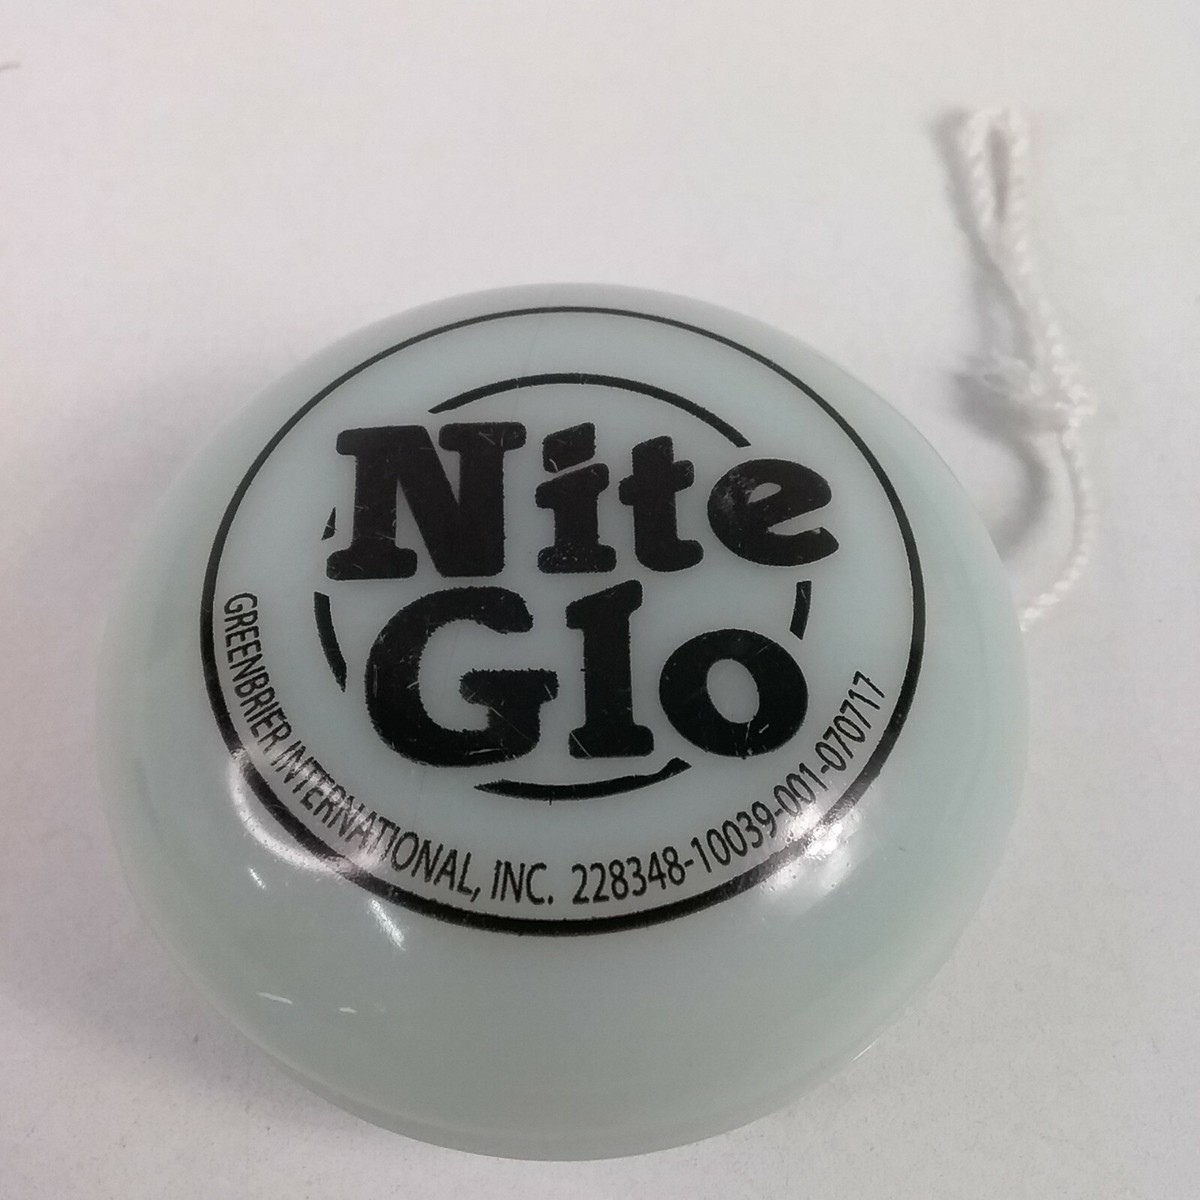 Nite
Glo
GREENBRIER INTERNATIONAL, INC. 228348-10039-001-070717